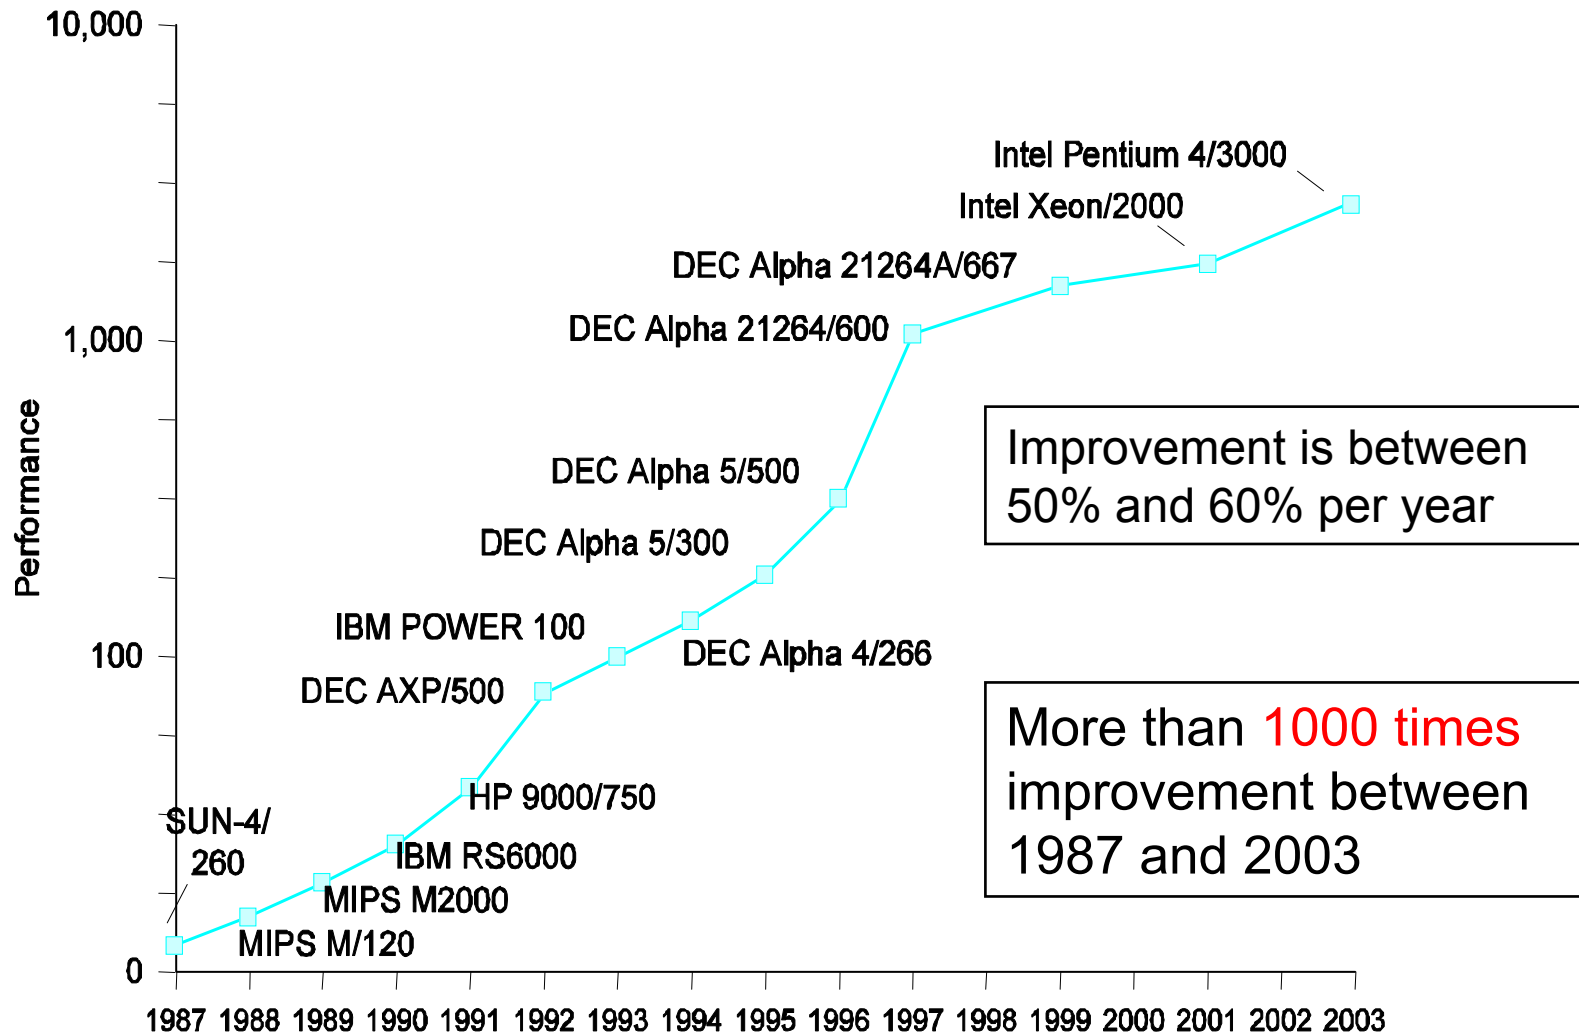 10,000
Intel Pentium 4/3000
Intel Xeon/2000
DEC Alpha 21264A/667
DEC Alpha 21264/600
1,000
Performance
Improvement is between
50% and 60% per year
DEC Alpha 5/500
DEC Alpha 5/300
IBM POWER 100
100
DEC Alpha 4/266
DEC AXP/500
More than 1000 times
improvement between
1987 and 2003
HP 9000/750
SUN-4/
260
IBM RS6000
MIPS M2000
MIPS M/120
0
1987 1988 1989 1990 1991 1992 1993 1994 1995 1996 1997 1998 1999 2000 2001 2002 2003